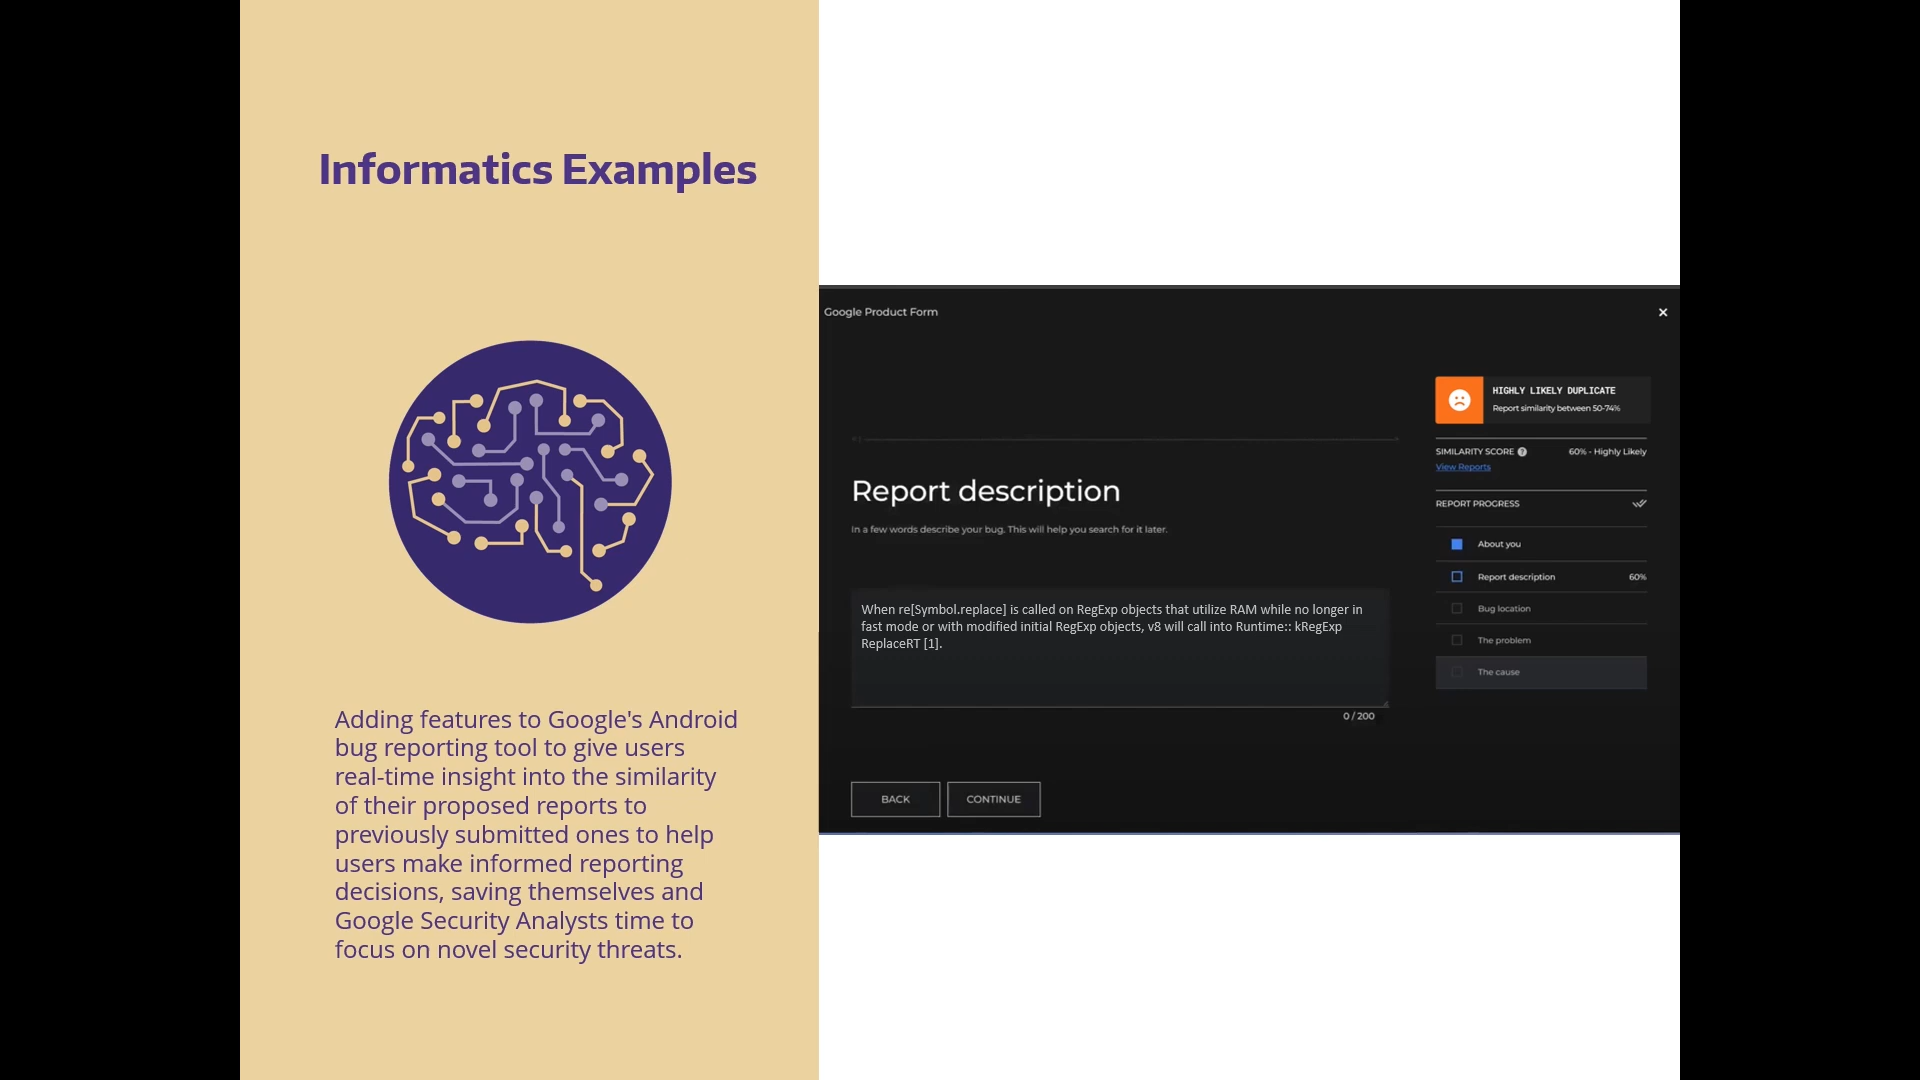 Informatics Examples
Adding features to Google's Android
bug reporting tool to give users
real-time insight into the similarity
of their proposed reports to
previously submitted ones to help
users make informed reporting
decisions, saving themselves and
Google Security Analysts time to
focus on novel security threats.
Google Product Form
×
Report description
In a few words describe your bug. This will help you search for it later.
When re[Symbol.replace] is called on RegExp objects that utilize RAM while no longer in
fast mode or with modified initial RegExp objects, v8 will call into Runtime:: kRegExp
ReplaceRT [1].
0 / 200
BACK
CONTINUE
HIGHLY LIKELY DUPLICATE
Report similarity between 50-74%
SIMILARITY SCORE ? 60% - Highly Likely
View Reports
REPORT PROGRESS
About you
Report description 60%
Bug location
The problem
The cause